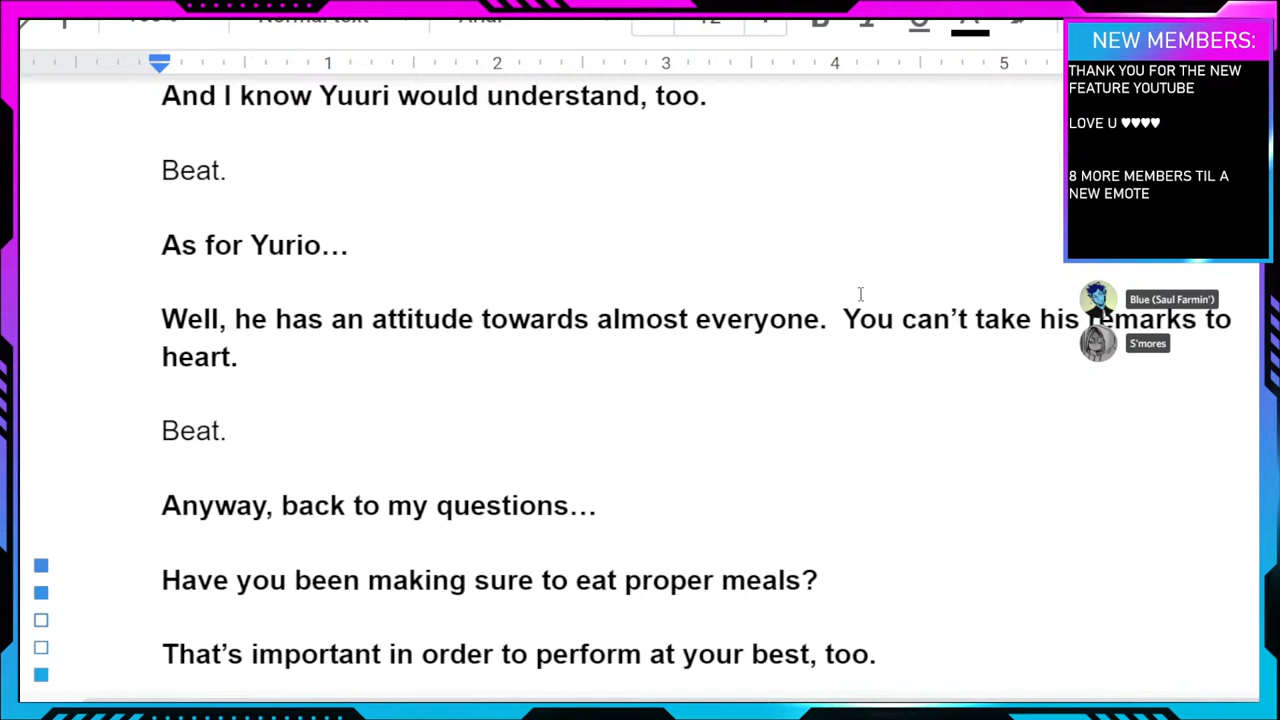 1 2 3 4 5
And I know Yuuri would understand, too.
Beat.
As for Yurio…
Well, he has an attitude towards almost everyone.  You can’t take his remarks to
heart.
Beat.
Anyway, back to my questions…
Have you been making sure to eat proper meals?
That’s important in order to perform at your best, too.
NEW MEMBERS:
THANK YOU FOR THE NEW
FEATURE YOUTUBE
LOVE U ♥♥♥♥
8 MORE MEMBERS TIL A
NEW EMOTE
Blue (Saul Farmin')
S'mores